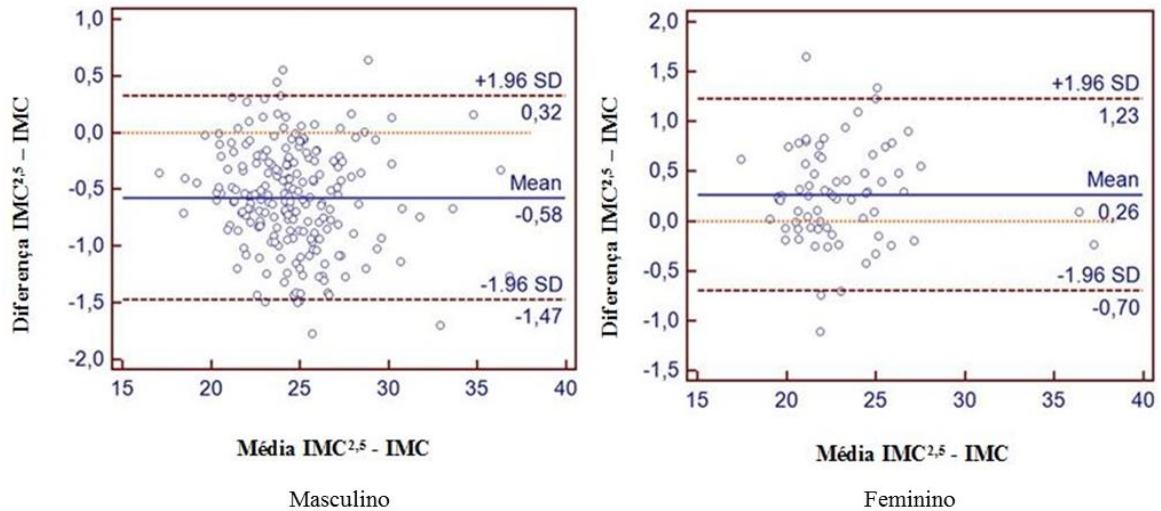 1,0
0,5
0,0
-0,5
-1,0
-1,5
-2,0
+1.96 SD
0,32
Mean
-0,58
-1.96 SD
-1,47
15 20 25 30 35 40
Diferença IMC²,⁵ – IMC
Média IMC²,⁵ - IMC
Masculino
2,0
1,5
1,0
0,5
0,0
-0,5
-1,0
-1,5
+1.96 SD
1,23
Mean
0,26
-1.96 SD
-0,70
15 20 25 30 35 40
Diferença IMC²,⁵ – IMC
Média IMC²,⁵ - IMC
Feminino